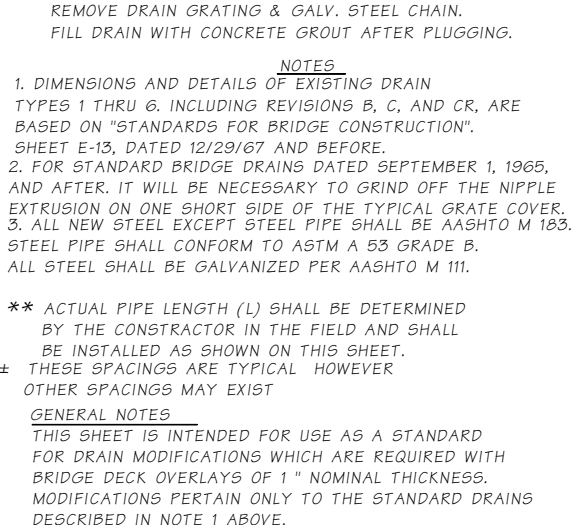 REMOVE DRAIN GRATING & GALV. STEEL CHAIN.
FILL DRAIN WITH CONCRETE GROUT AFTER PLUGGING.
NOTES
1. DIMENSIONS AND DETAILS OF EXISTING DRAIN
TYPES 1 THRU 6. INCLUDING REVISIONS B, C, AND CR, ARE
BASED ON "STANDARDS FOR BRIDGE CONSTRUCTION".
SHEET E-13, DATED 12/29/67 AND BEFORE.
2. FOR STANDARD BRIDGE DRAINS DATED SEPTEMBER 1, 1965,
AND AFTER. IT WILL BE NECESSARY TO GRIND OFF THE NIPPLE
EXTRUSION ON ONE SHORT SIDE OF THE TYPICAL GRATE COVER.
3. ALL NEW STEEL EXCEPT STEEL PIPE SHALL BE AASHTO M 183.
STEEL PIPE SHALL CONFORM TO ASTM A 53 GRADE B.
ALL STEEL SHALL BE GALVANIZED PER AASHTO M 111.
** ACTUAL PIPE LENGTH (L) SHALL BE DETERMINED
BY THE CONSTRACTOR IN THE FIELD AND SHALL
BE INSTALLED AS SHOWN ON THIS SHEET.
± THESE SPACINGS ARE TYPICAL HOWEVER
OTHER SPACINGS MAY EXIST
GENERAL NOTES
THIS SHEET IS INTENDED FOR USE AS A STANDARD
FOR DRAIN MODIFICATIONS WHICH ARE REQUIRED WITH
BRIDGE DECK OVERLAYS OF 1 " NOMINAL THICKNESS.
MODIFICATIONS PERTAIN ONLY TO THE STANDARD DRAINS
DESCRIBED IN NOTE 1 ABOVE.